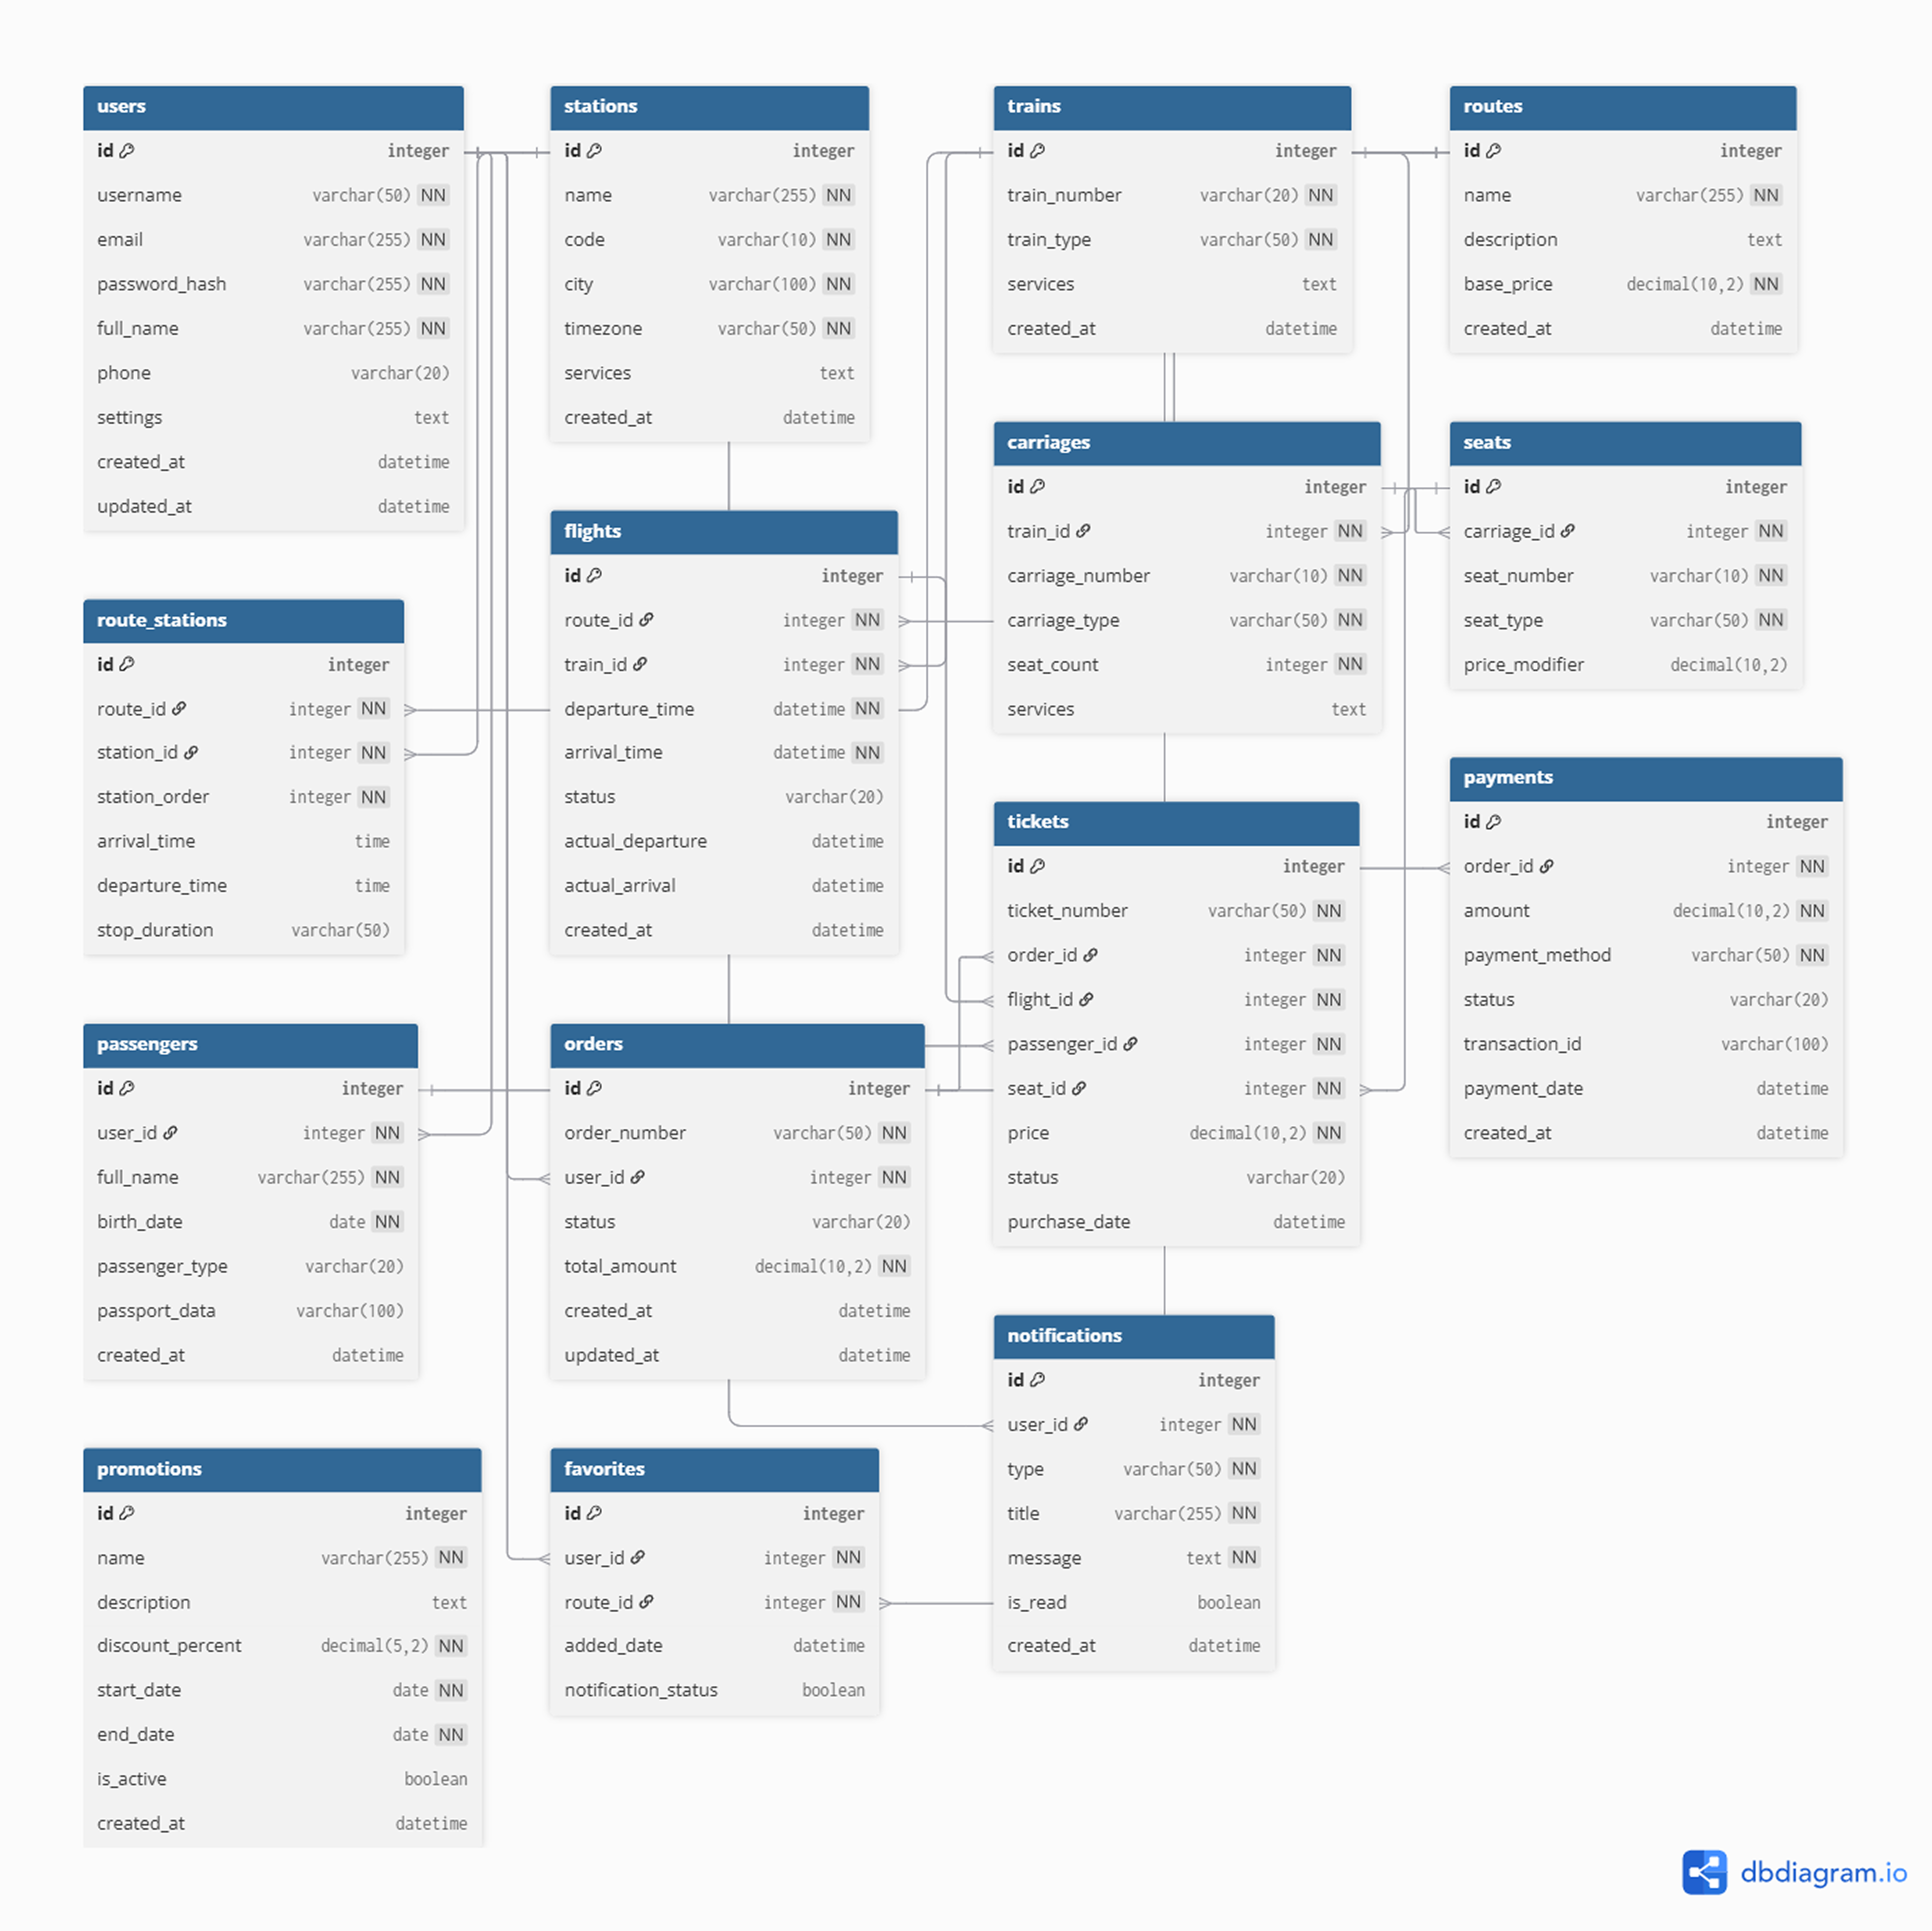 users
id integer
username varchar(50) NN
email varchar(255) NN
password_hash varchar(255) NN
full_name varchar(255) NN
phone varchar(20)
settings text
created_at datetime
updated_at datetime
stations
id integer
name varchar(255) NN
code varchar(10) NN
city varchar(100) NN
timezone varchar(50) NN
services text
created_at datetime
trains
id integer
train_number varchar(20) NN
train_type varchar(50) NN
services text
created_at datetime
routes
id integer
name varchar(255) NN
description text
base_price decimal(10,2) NN
created_at datetime
carriages
id integer
train_id integer NN
carriage_number varchar(10) NN
carriage_type varchar(50) NN
seat_count integer NN
services text
seats
id integer
carriage_id integer NN
seat_number varchar(10) NN
seat_type varchar(50) NN
price_modifier decimal(10,2)
flights
id integer
route_id integer NN
train_id integer NN
departure_time datetime NN
arrival_time datetime NN
status varchar(20)
actual_departure datetime
actual_arrival datetime
created_at datetime
route_stations
id integer
route_id integer NN
station_id integer NN
station_order integer NN
arrival_time time
departure_time time
stop_duration varchar(50)
payments
id integer
order_id integer NN
amount decimal(10,2) NN
payment_method varchar(50) NN
status varchar(20)
transaction_id varchar(100)
payment_date datetime
created_at datetime
tickets
id integer
ticket_number varchar(50) NN
order_id integer NN
flight_id integer NN
passenger_id integer NN
seat_id integer NN
price decimal(10,2) NN
status varchar(20)
purchase_date datetime
passengers
id integer
user_id integer NN
full_name varchar(255) NN
birth_date date NN
passenger_type varchar(20)
passport_data varchar(100)
created_at datetime
orders
id integer
order_number varchar(50) NN
user_id integer NN
status varchar(20)
total_amount decimal(10,2) NN
created_at datetime
updated_at datetime
notifications
id integer
user_id integer NN
type varchar(50) NN
title varchar(255) NN
message text NN
is_read boolean
created_at datetime
promotions
id integer
name varchar(255) NN
description text
discount_percent decimal(5,2) NN
start_date date NN
end_date date NN
is_active boolean
created_at datetime
favorites
id integer
user_id integer NN
route_id integer NN
added_date datetime
notification_status boolean
dbdiagram.io